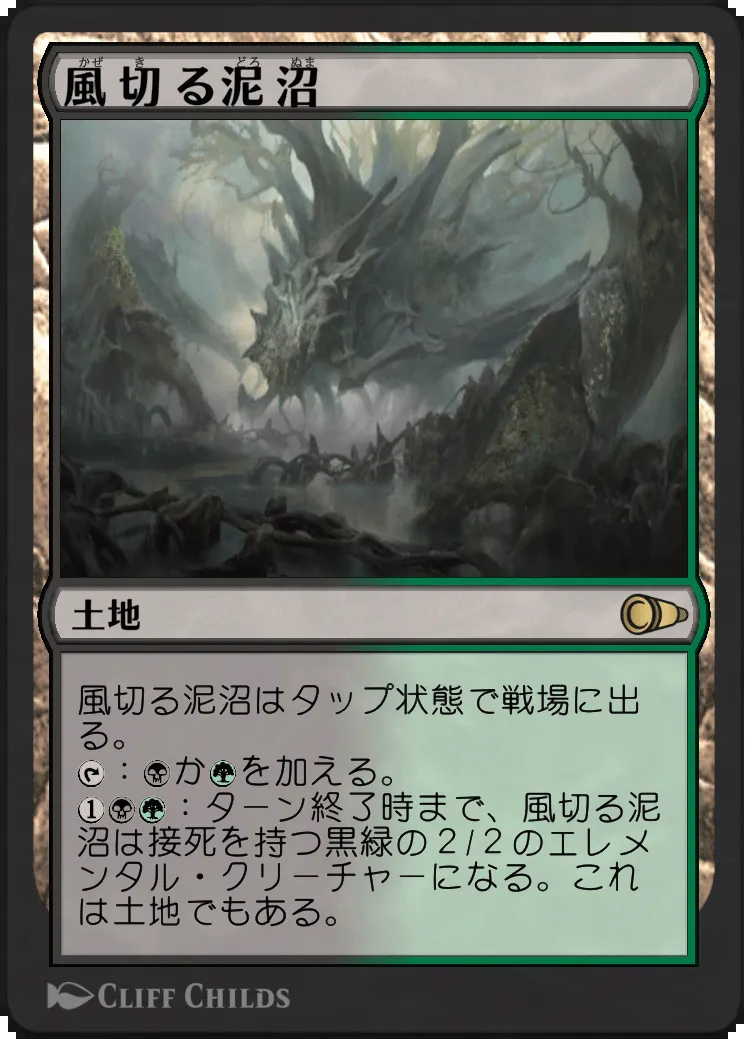 風切る泥沼
土地
風切る泥沼はタップ状態で戦場に出
る。
：かを加える。
1：ターン終了時まで、風切る泥
沼は接死を持つ黒緑の２/２のエレメ
ンタル・クリーチャーになる。これ
は土地でもある。
CLIFF CHILDS